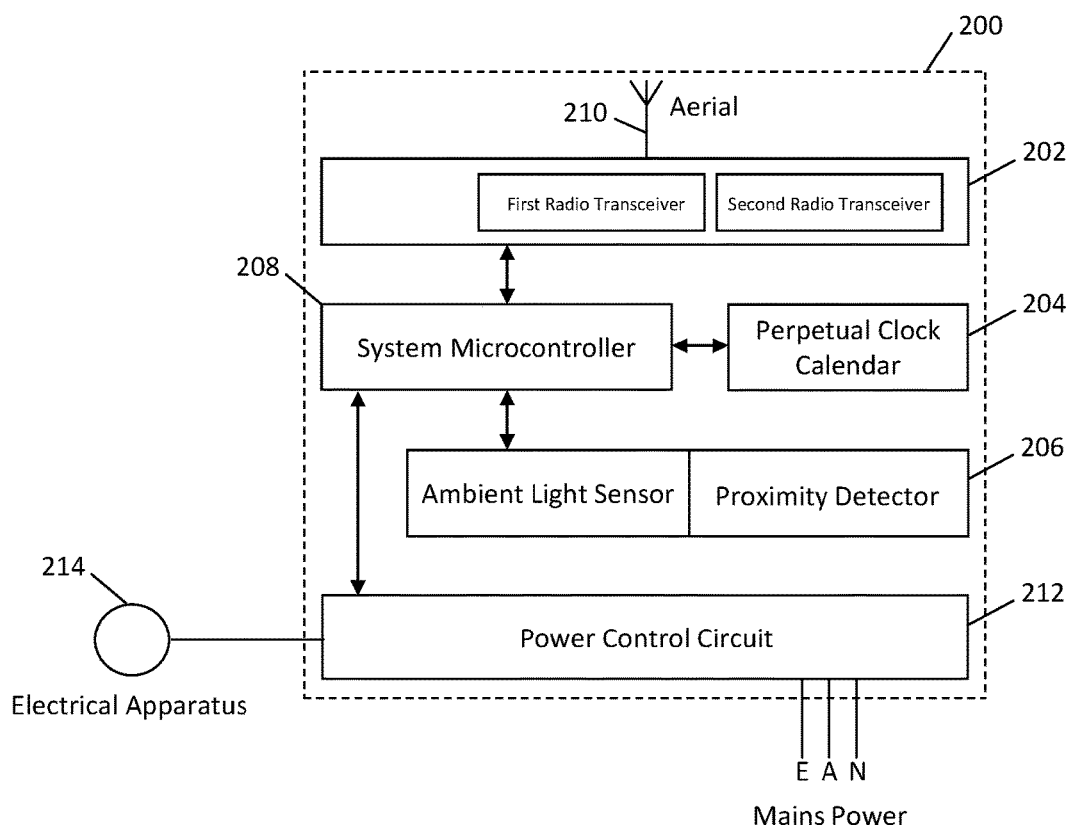 200
210
Aerial
202
First Radio Transceiver
Second Radio Transceiver
208
204
System Microcontroller
Perpetual Clock
Calendar
206
Ambient Light Sensor
Proximity Detector
214
212
Power Control Circuit
Electrical Apparatus
E A N
Mains Power